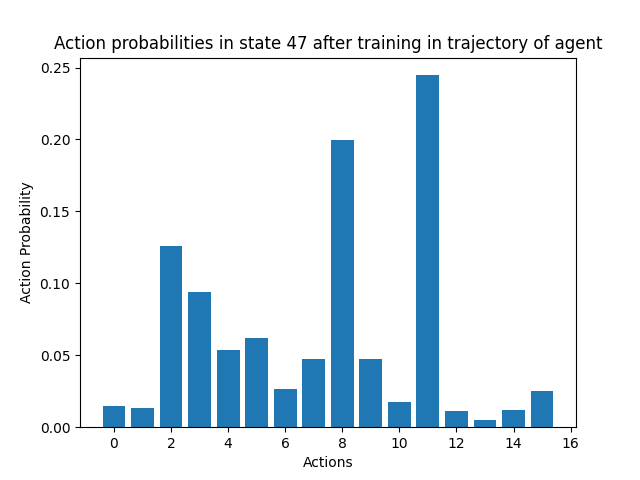 Action probabilities in state 47 after training in trajectory of agent
0.25
0.20
0.15
0.10
0.05
0.00
Action Probability
0 2 4 6 8 10 12 14 16
Actions